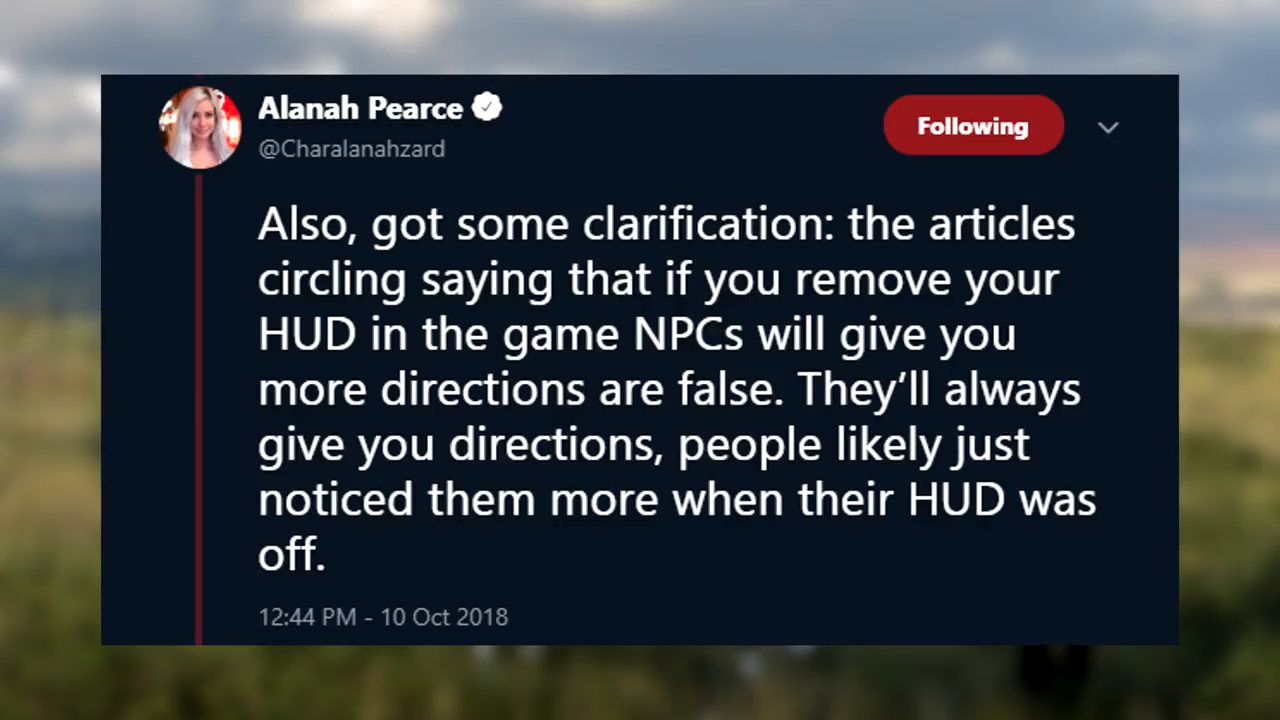 Alanah Pearce
Following
@Charalanahzard
Also, got some clarification: the articles
circling saying that if you remove your
HUD in the game NPCs will give you
more directions are false. They’ll always
give you directions, people likely just
noticed them more when their HUD was
off.
12:44 PM - 10 Oct 2018